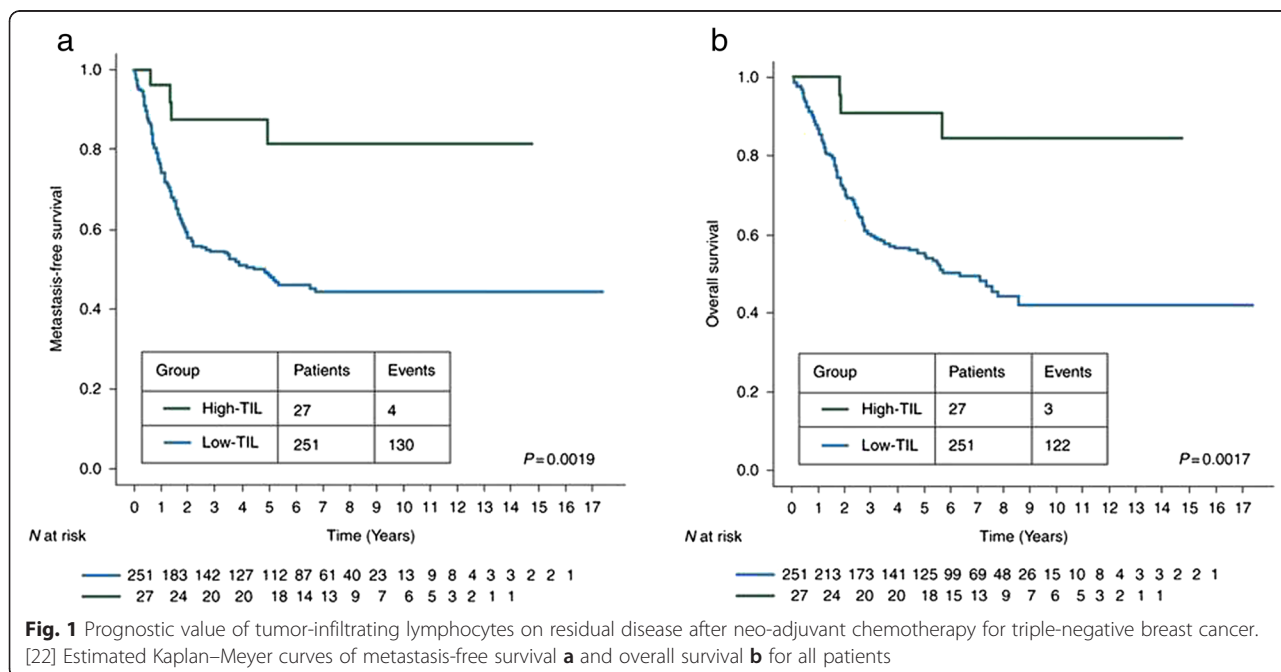 a
Metastasis-free survival
1.0
0.8
0.6
0.4
0.2
0.0
Group Patients Events
High-TIL 27 4
Low-TIL 251 130
P=0.0019
0 1 2 3 4 5 6 7 8 9 10 11 12 13 14 15 16 17
N at risk Time (Years)
251 183 142 127 112 87 61 40 23 13 9 8 4 3 3 2 2 1
27 24 20 20 18 14 13 9 7 6 5 3 2 1 1
b
Overall survival
1.0
0.8
0.6
0.4
0.2
0.0
Group Patients Events
High-TIL 27 3
Low-TIL 251 122
P=0.0017
0 1 2 3 4 5 6 7 8 9 10 11 12 13 14 15 16 17
N at risk Time (Years)
251 213 173 141 125 99 69 48 26 15 10 8 4 3 3 2 2 1
27 24 20 20 18 15 13 9 7 6 5 3 2 1 1
Fig. 1 Prognostic value of tumor-infiltrating lymphocytes on residual disease after neo-adjuvant chemotherapy for triple-negative breast cancer.
[22] Estimated Kaplan–Meyer curves of metastasis-free survival a and overall survival b for all patients